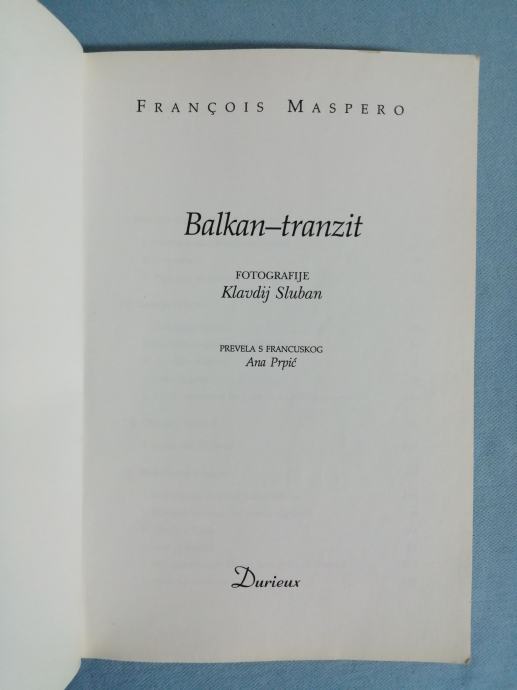 FRANÇOIS MASPERO
Balkan–tranzit
FOTOGRAFIJE
Klavdij Sluban
PREVELA S FRANCUSKOG
Ana Prpić
Durieux